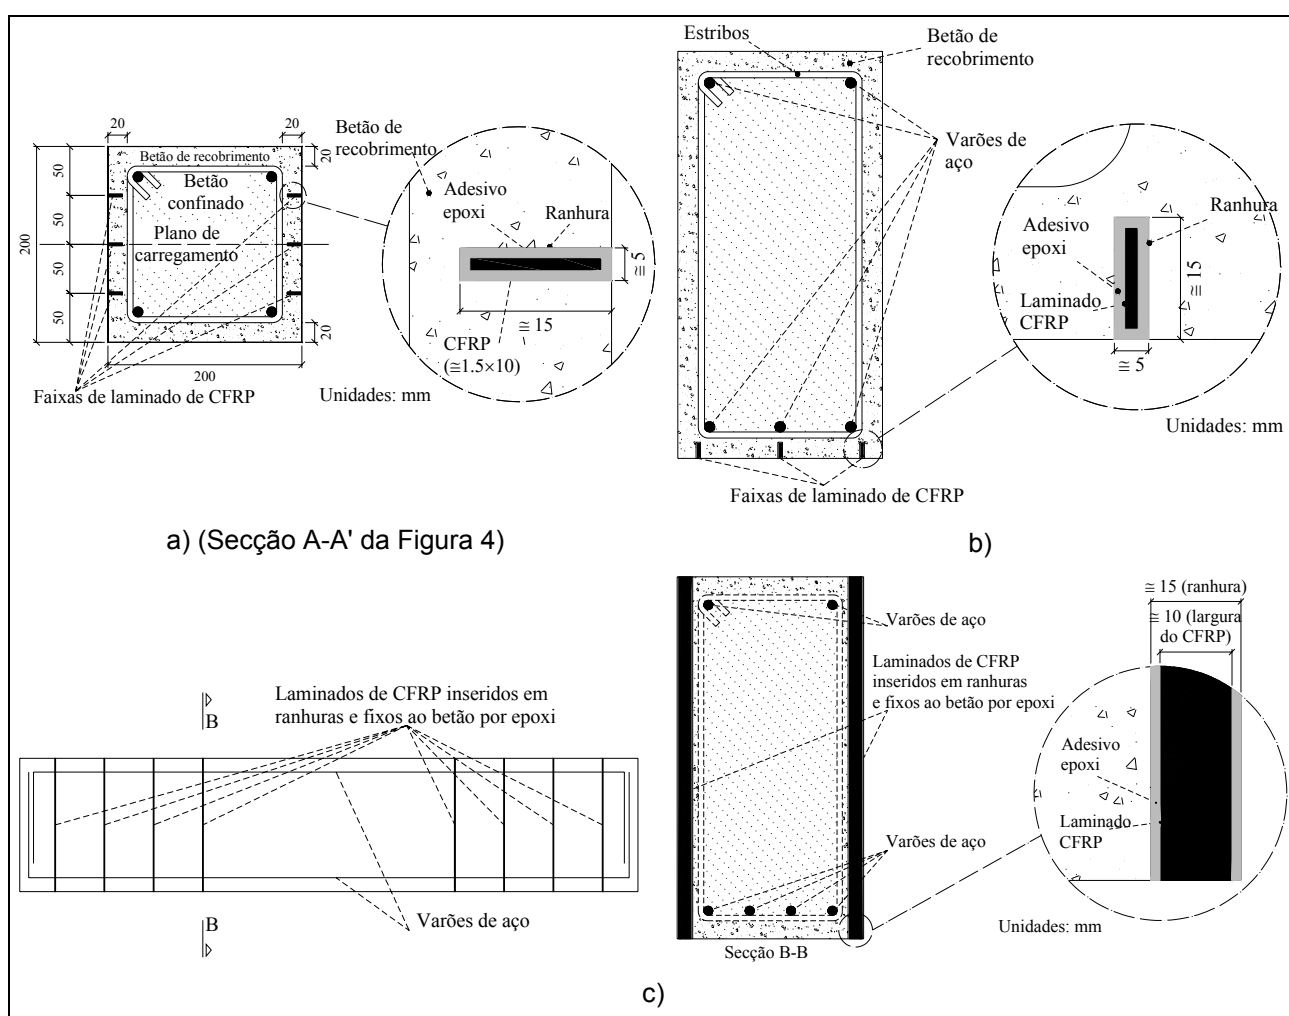 20
20
Betão de
recobrimento
Betão de recobrimento
20
Betão
confinado
Plano de
carregamento
50
50
50
50
200
20
200
Faixas de laminado de CFRP
Adesivo
epoxi
Ranhura
≅ 5
≅ 15
CFRP
(≅1.5×10)
Unidades: mm
a) (Secção A-A' da Figura 4)
Estribos
Betão de
recobrimento
Varões de
aço
Adesivo
epoxi
Ranhura
≅ 15
Laminado
CFRP
≅ 5
Unidades: mm
Faixas de laminado de CFRP
b)
B
Laminados de CFRP inseridos em
ranhuras e fixos ao betão por epoxi
B
Varões de aço
Varões de aço
Laminados de CFRP
inseridos em ranhuras
e fixos ao betão por epoxi
Varões de aço
Secção B-B
≅ 15 (ranhura)
≅ 10 (largura
do CFRP)
Adesivo
epoxi
Laminado
CFRP
Unidades: mm
c)